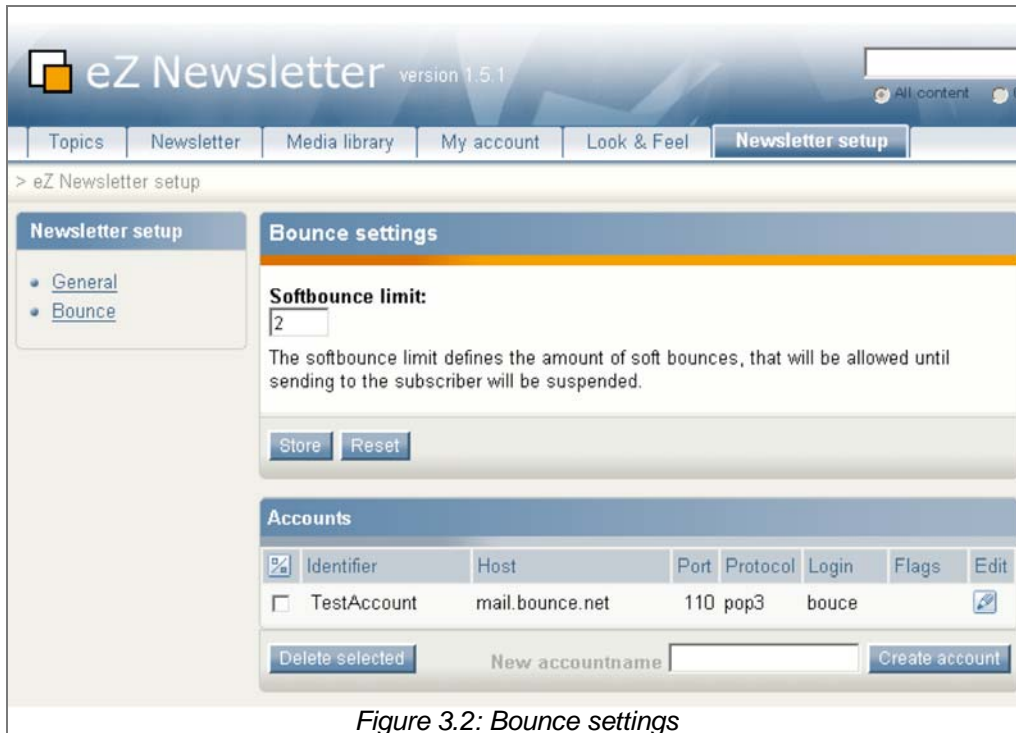 eZ Newsletter version 1.5.1
All content
Topics Newsletter Media library My account Look & Feel Newsletter setup
> eZ Newsletter setup
Newsletter setup
General
Bounce
Bounce settings
Softbounce limit:
2
The softbounce limit defines the amount of soft bounces, that will be allowed until
sending to the subscriber will be suspended.
Store Reset
Accounts
Identifier Host Port Protocol Login Flags Edit
TestAccount mail.bounce.net 110 pop3 bouce
Delete selected New accountname Create account
Figure 3.2: Bounce settings